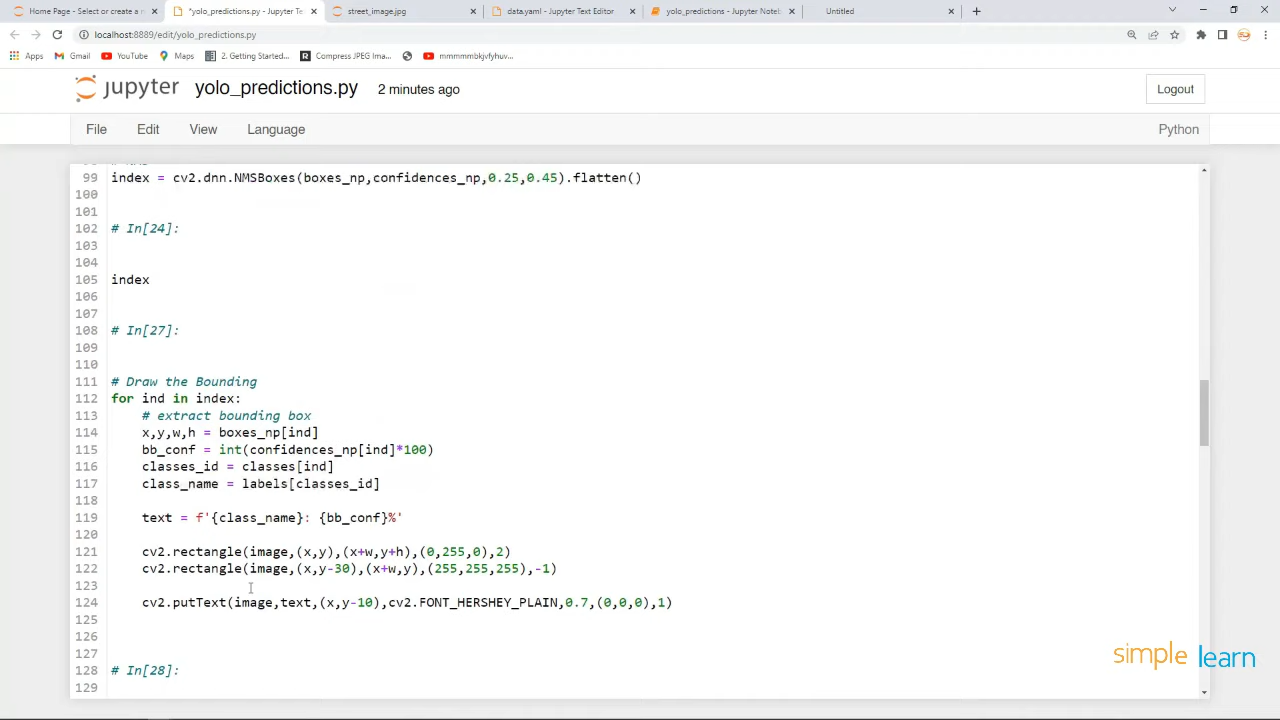 Home Page - Select or create a n
*yolo_predictions.py - Jupyter Te
street_image.jpg
data.yaml - Jupyter Text Editor
yolo_predictions - Jupyter Noteb
Untitled
localhost:8889/edit/yolo_predictions.py
Apps
Gmail
YouTube
Maps
2. Getting Started...
Compress JPEG Ima...
mmmmmbkjvfyhuv...
jupyter yolo_predictions.py 2 minutes ago
Logout
File Edit View Language
Python
99 index = cv2.dnn.NMSBoxes(boxes_np,confidences_np,0.25,0.45).flatten()
100
101
102 # In[24]:
103
104
105 index
106
107
108 # In[27]:
109
110
111 # Draw the Bounding
112 for ind in index:
113 # extract bounding box
114 x,y,w,h = boxes_np[ind]
115 bb_conf = int(confidences_np[ind]*100)
116 classes_id = classes[ind]
117 class_name = labels[classes_id]
118
119 text = f'{class_name}: {bb_conf}%'
120
121 cv2.rectangle(image,(x,y),(x+w,y+h),(0,255,0),2)
122 cv2.rectangle(image,(x,y-30),(x+w,y),(255,255,255),-1)
123
124 cv2.putText(image,text,(x,y-10),cv2.FONT_HERSHEY_PLAIN,0.7,(0,0,0),1)
125
126
127
128 # In[28]:
129
simplelearn